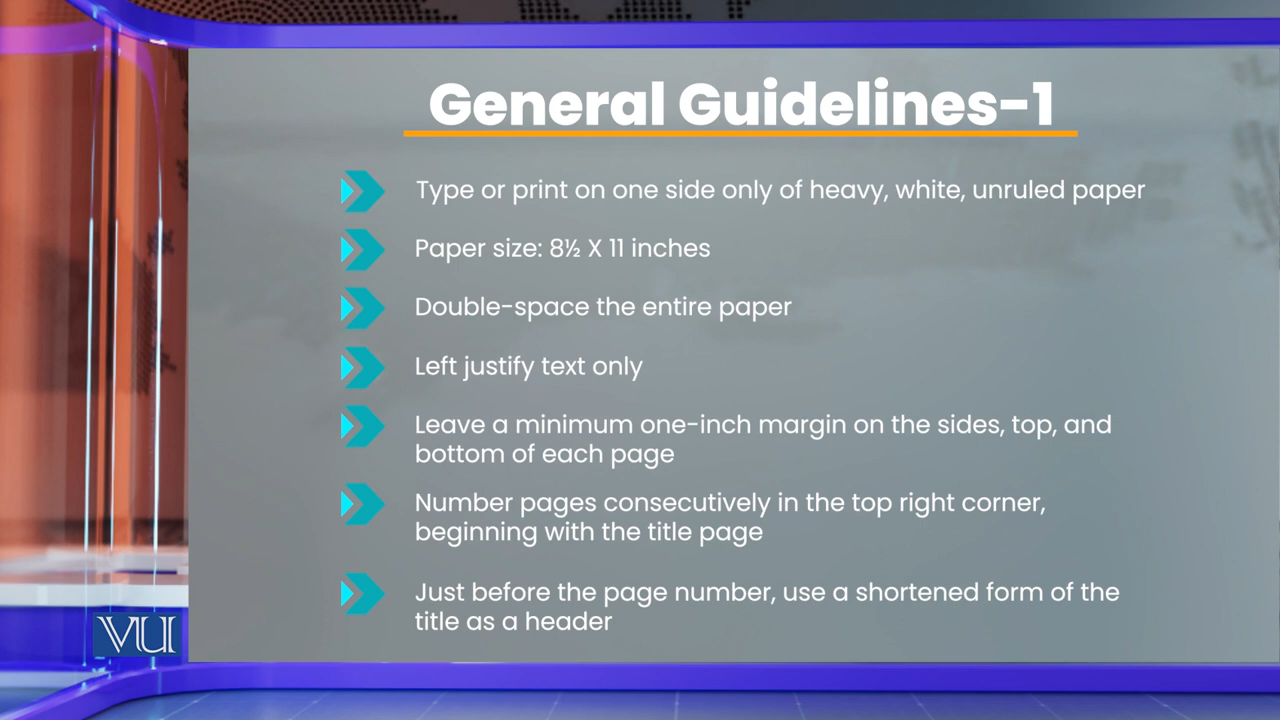 General Guidelines-1
Type or print on one side only of heavy, white, unruled paper
Paper size: 8½ X 11 inches
Double-space the entire paper
Left justify text only
Leave a minimum one-inch margin on the sides, top, and
bottom of each page
Number pages consecutively in the top right corner,
beginning with the title page
Just before the page number, use a shortened form of the
title as a header
VU